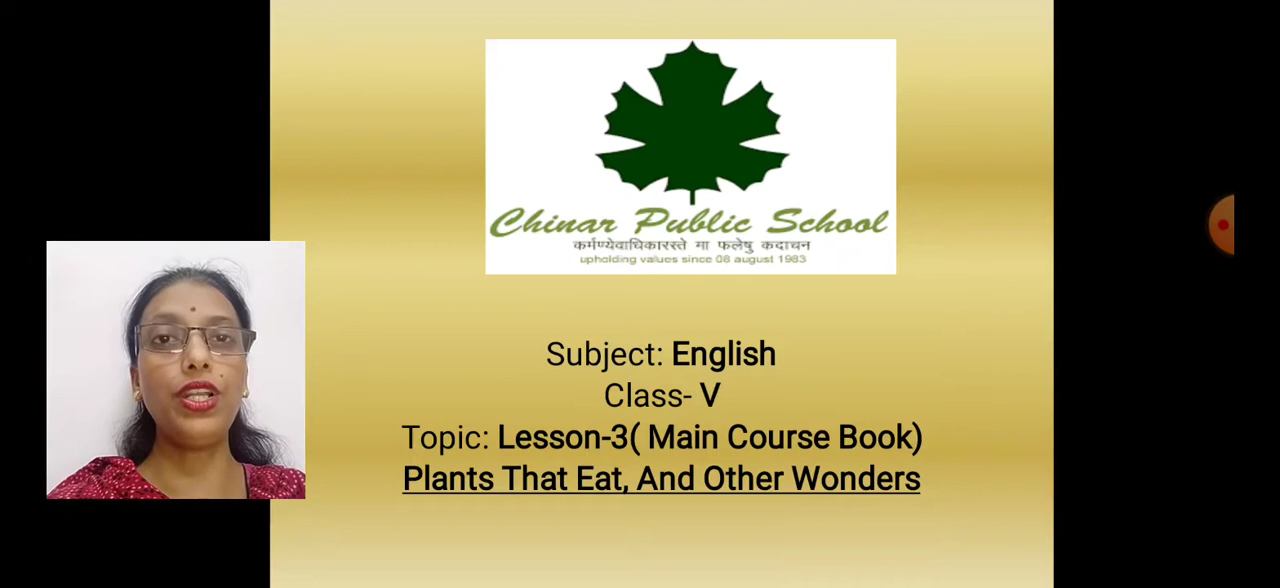 Chinar Public School
कर्मण्येवाधिकारस्ते मा फलेषु कदाचन
upholding values since 08 august 1983
Subject: English
Class- V
Topic: Lesson-3( Main Course Book)
Plants That Eat, And Other Wonders